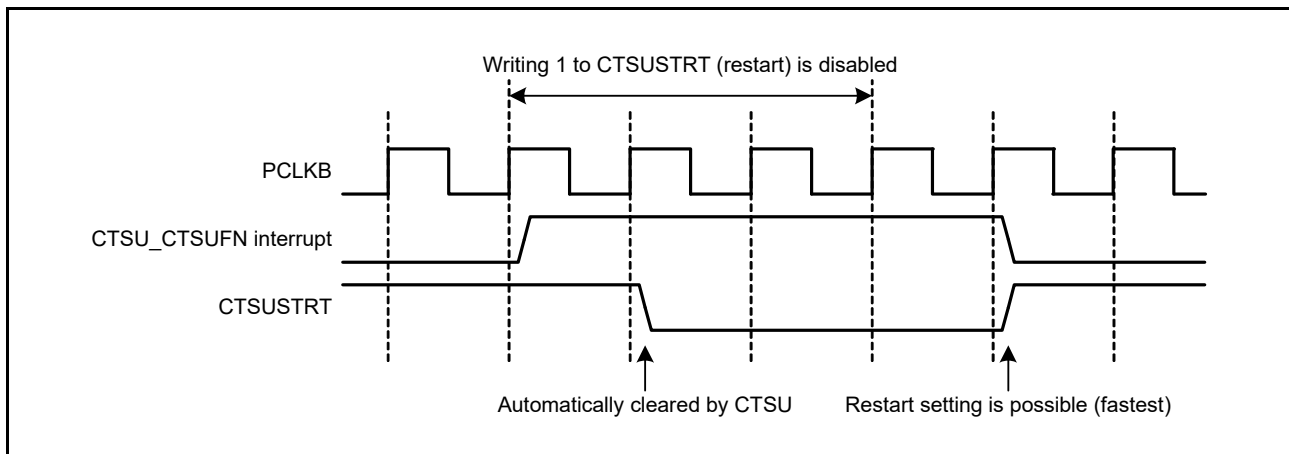 Writing 1 to CTSUSTRT (restart) is disabled
PCLKB
CTSU_CTSUFN interrupt
CTSUSTRT
Automatically cleared by CTSU
Restart setting is possible (fastest)